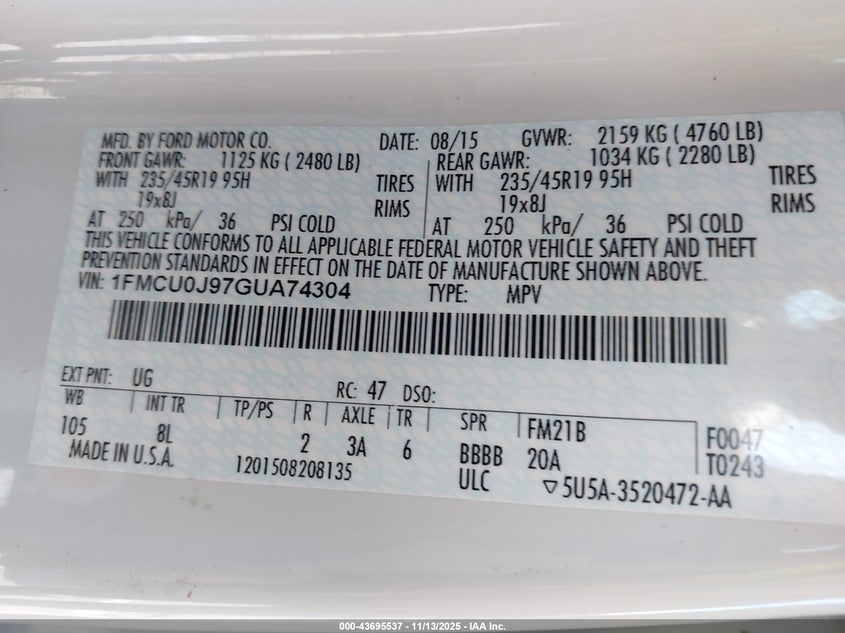 MFD. BY FORD MOTOR CO. DATE: 08/15 GVWR: 2159 KG ( 4760 LB)
FRONT GAWR: 1125 KG ( 2480 LB) REAR GAWR: 1034 KG ( 2280 LB)
WITH 235/45R19 95H TIRES WITH 235/45R19 95H TIRES
19x8J RIMS 19x8J RIMS
AT 250 kPa/ 36 PSI COLD AT 250 kPa/ 36 PSI COLD
THIS VEHICLE CONFORMS TO ALL APPLICABLE FEDERAL MOTOR VEHICLE SAFETY AND THEFT
PREVENTION STANDARDS IN EFFECT ON THE DATE OF MANUFACTURE SHOWN ABOVE.
VIN: 1FMCU0J97GUA74304 TYPE: MPV
EXT PNT: UG RC: 47 DSO:
WB INT TR TP/PS R AXLE TR SPR FM21B F0047
105 8L 2 3A 6 BBBB 20A T0243
MADE IN U.S.A. 1201508208135 ULC ▽5U5A-3520472-AA
000-43695537 - 11/13/2025 - IAA Inc.